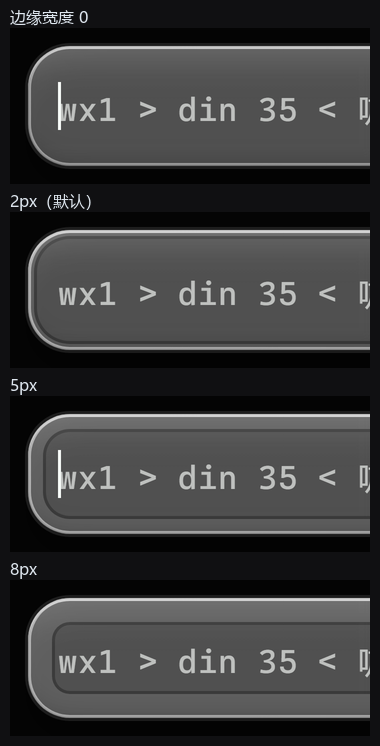 边缘宽度 0
wx1 > din 35 <
2px（默认）
wx1 > din 35 <
5px
wx1 > din 35 <
8px
wx1 > din 35 <